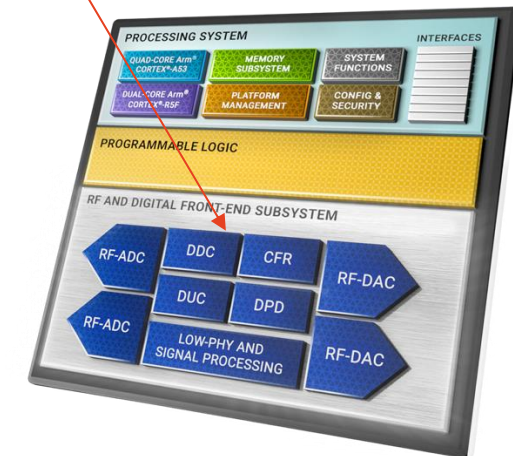 PROCESSING SYSTEM
INTERFACES
QUAD-CORE Arm®
CORTEX®-A53
MEMORY
SUBSYSTEM
SYSTEM
FUNCTIONS
DUAL-CORE Arm®
CORTEX®-R5F
PLATFORM
MANAGEMENT
CONFIG &
SECURITY
PROGRAMMABLE LOGIC
RF AND DIGITAL FRONT-END SUBSYSTEM
RF-ADC
DDC
CFR
RF-DAC
RF-ADC
DUC
DPD
RF-DAC
LOW-PHY AND
SIGNAL PROCESSING